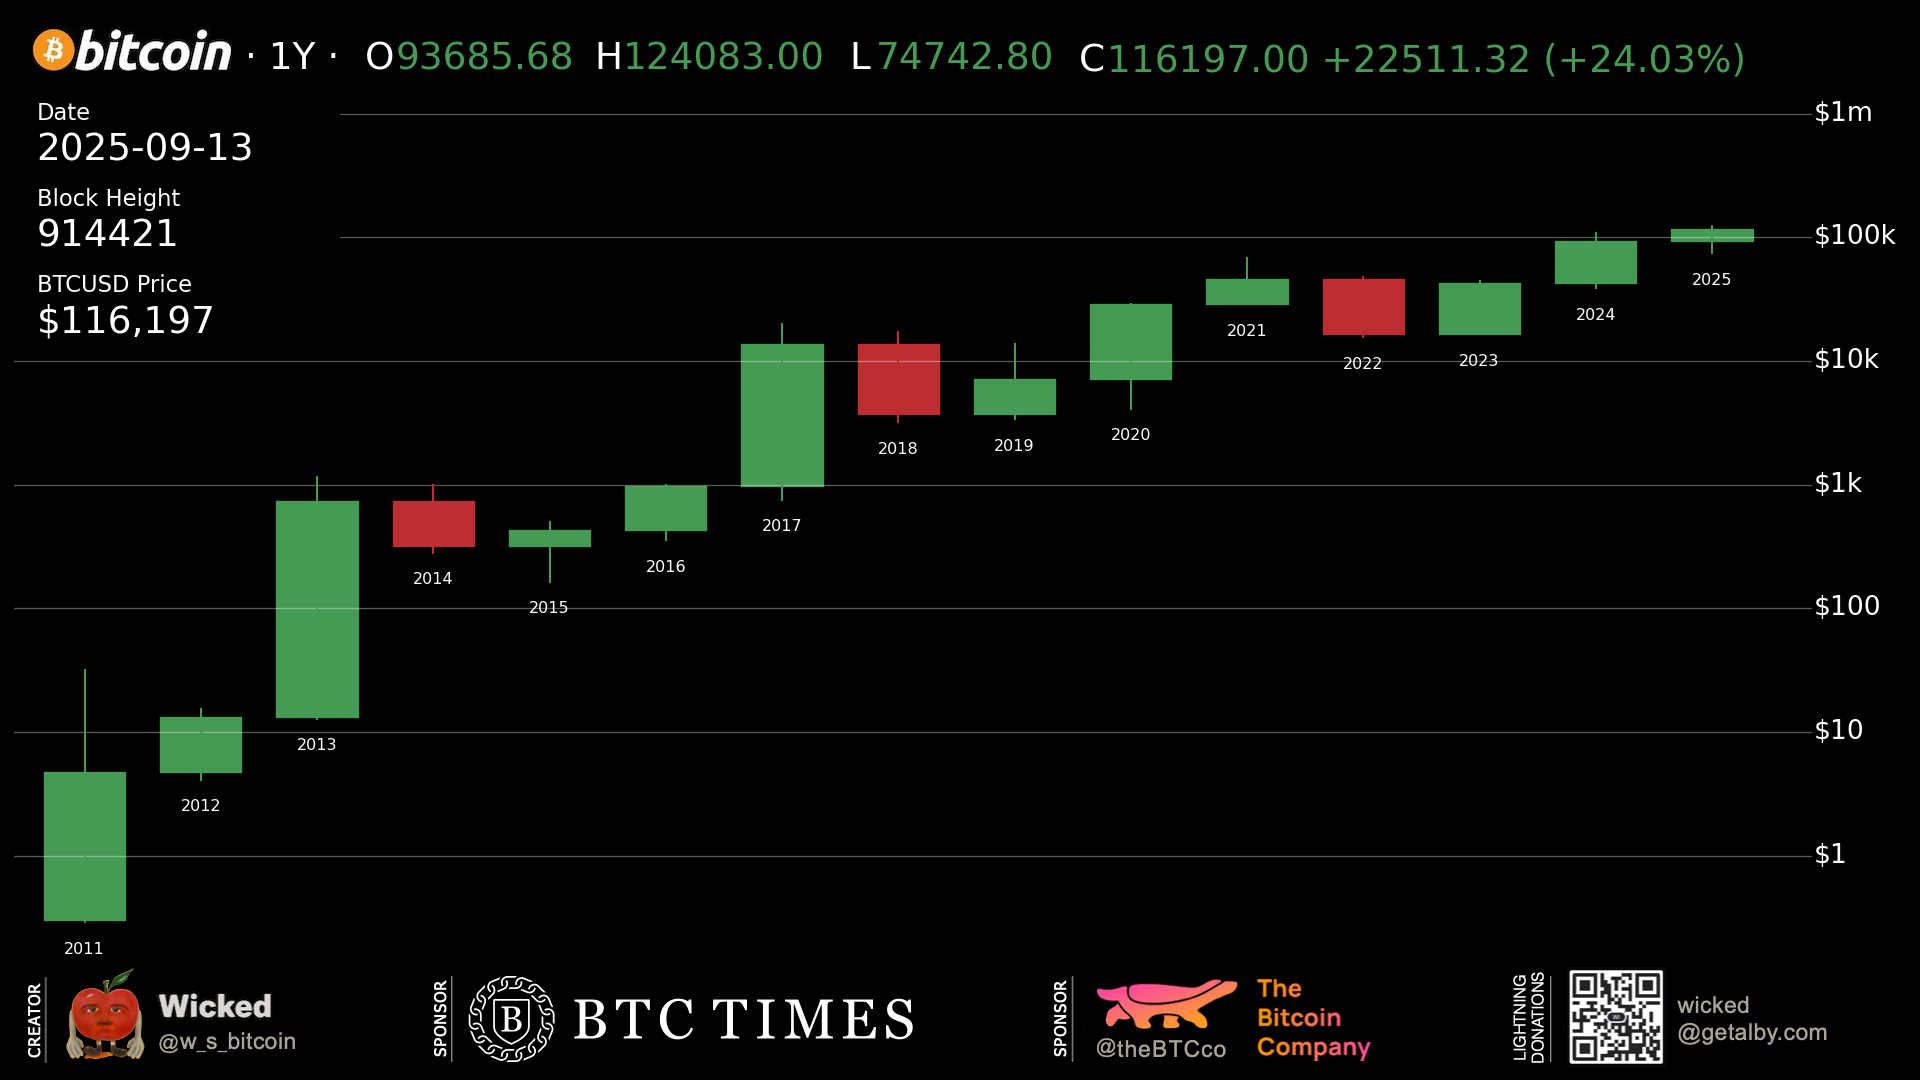 bitcoin · 1Y · O93685.68 H124083.00 L74742.80 C116197.00 +22511.32 (+24.03%)
Date
2025-09-13
Block Height
914421
BTCUSD Price
$116,197
$1m
$100k
$10k
$1k
$100
$10
$1
2011
2012
2013
2014
2015
2016
2017
2018
2019
2020
2021
2022
2023
2024
2025
CREATOR
Wicked
@w_s_bitcoin
SPONSOR
B
BTC TIMES
SPONSOR
@theBTCco
The
Bitcoin
Company
LIGHTNING
DONATIONS
wicked
@getalby.com